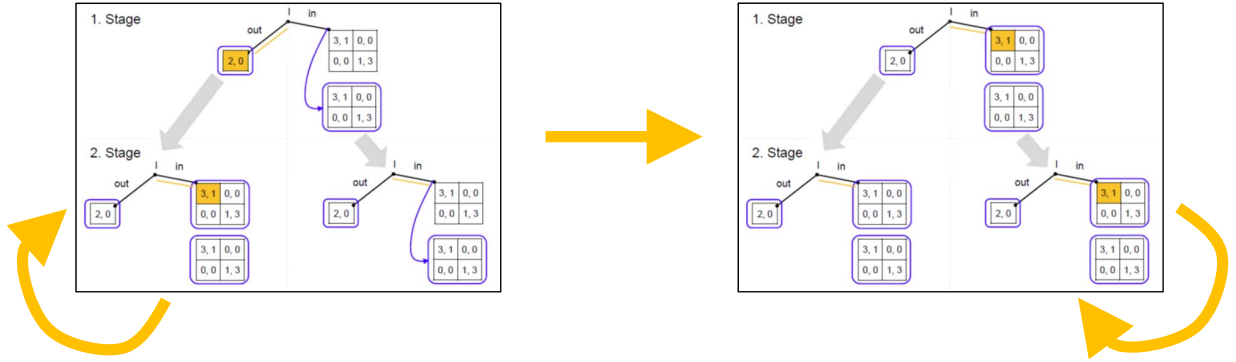 1. Stage
I
in
out
3, 1 0, 0
0, 0 1, 3
2, 0
3, 1 0, 0
0, 0 1, 3
2. Stage
I
in
out
3, 1 0, 0
0, 0 1, 3
2, 0
3, 1 0, 0
0, 0 1, 3
I
in
out
3, 1 0, 0
0, 0 1, 3
2, 0
3, 1 0, 0
0, 0 1, 3
1. Stage
I
in
out
3, 1 0, 0
0, 0 1, 3
2, 0
3, 1 0, 0
0, 0 1, 3
2. Stage
I
in
out
3, 1 0, 0
0, 0 1, 3
2, 0
3, 1 0, 0
0, 0 1, 3
I
in
out
3, 1 0, 0
0, 0 1, 3
2, 0
3, 1 0, 0
0, 0 1, 3